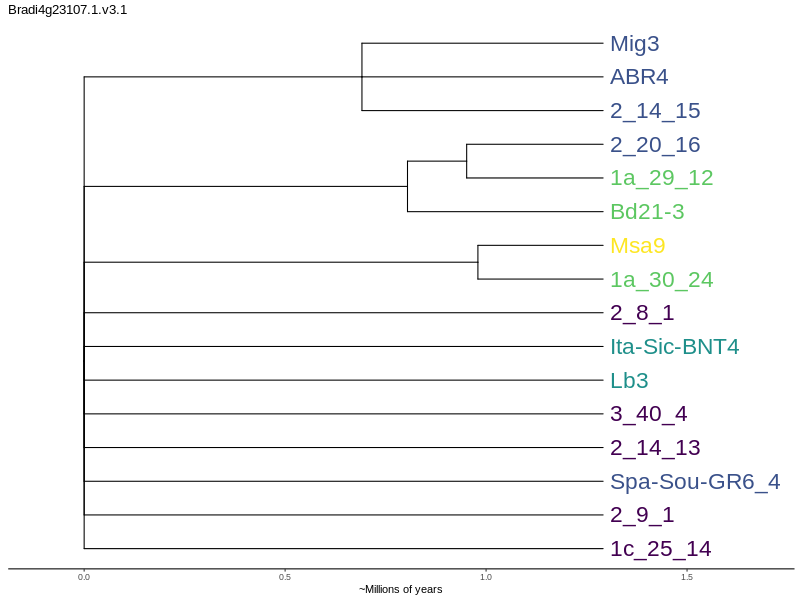 Bradi4g23107.1.v3.1
Mig3
ABR4
2_14_15
2_20_16
1a_29_12
Bd21-3
Msa9
1a_30_24
2_8_1
Ita-Sic-BNT4
Lb3
3_40_4
2_14_13
Spa-Sou-GR6_4
2_9_1
1c_25_14
0.0 0.5 1.0 1.5
~Millions of years